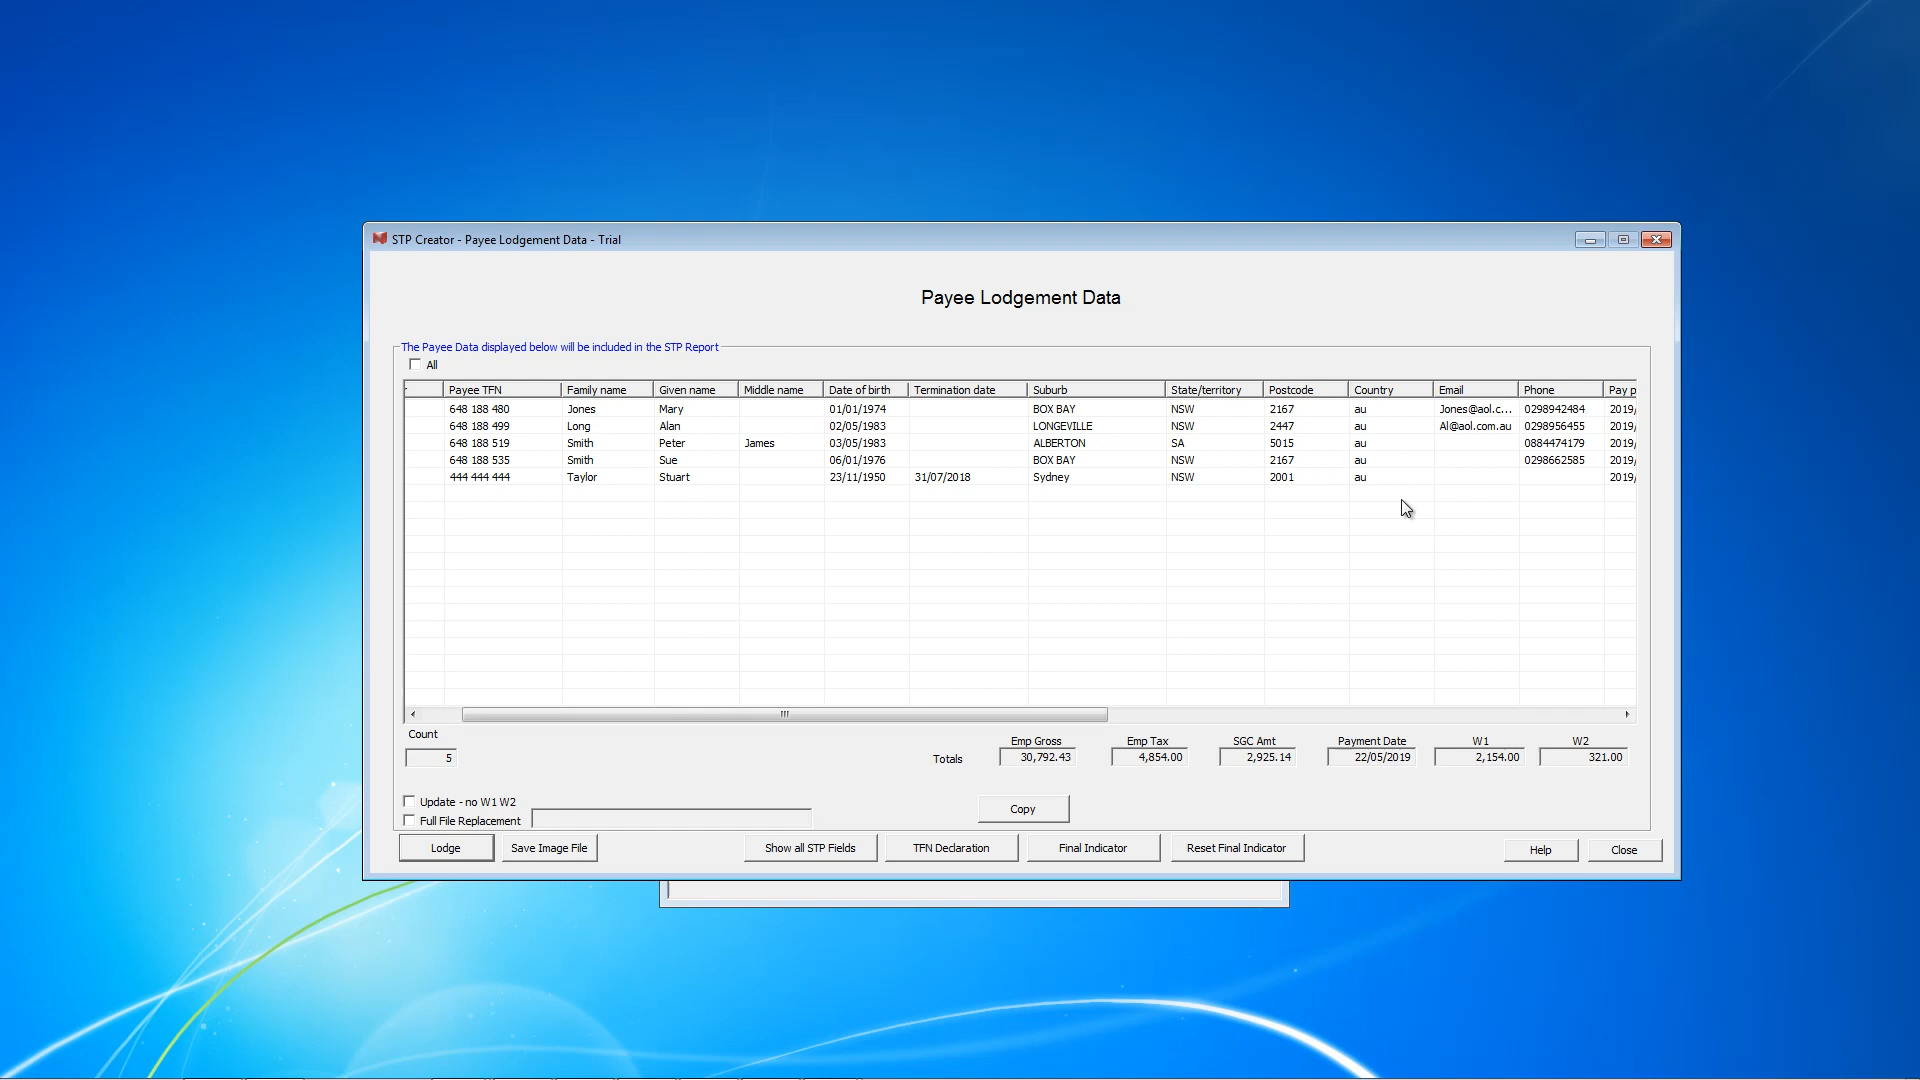 STP Creator - Payee Lodgement Data - Trial
Payee Lodgement Data
The Payee Data displayed below will be included in the STP Report
All
Payee TFN Family name Given name Middle name Date of birth Termination date Suburb State/territory Postcode Country Email Phone Pay p
648 188 480 Jones Mary 01/01/1974 BOX BAY NSW 2167 au Jones@aol.c... 0298942484 2019/
648 188 499 Long Alan 02/05/1983 LONGEVILLE NSW 2447 au Al@aol.com.au 0298956455 2019/
648 188 519 Smith Peter James 03/05/1983 ALBERTON SA 5015 au 0884474179 2019/
648 188 535 Smith Sue 06/01/1976 BOX BAY NSW 2167 au 0298662585 2019/
444 444 444 Taylor Stuart 23/11/1950 31/07/2018 Sydney NSW 2001 au 2019/
Count
5
Emp Gross Emp Tax SGC Amt Payment Date W1 W2
Totals 30,792.43 4,854.00 2,925.14 22/05/2019 2,154.00 321.00
Update - no W1 W2
Full File Replacement
Copy
Lodge Save Image File Show all STP Fields TFN Declaration Final Indicator Reset Final Indicator Help Close